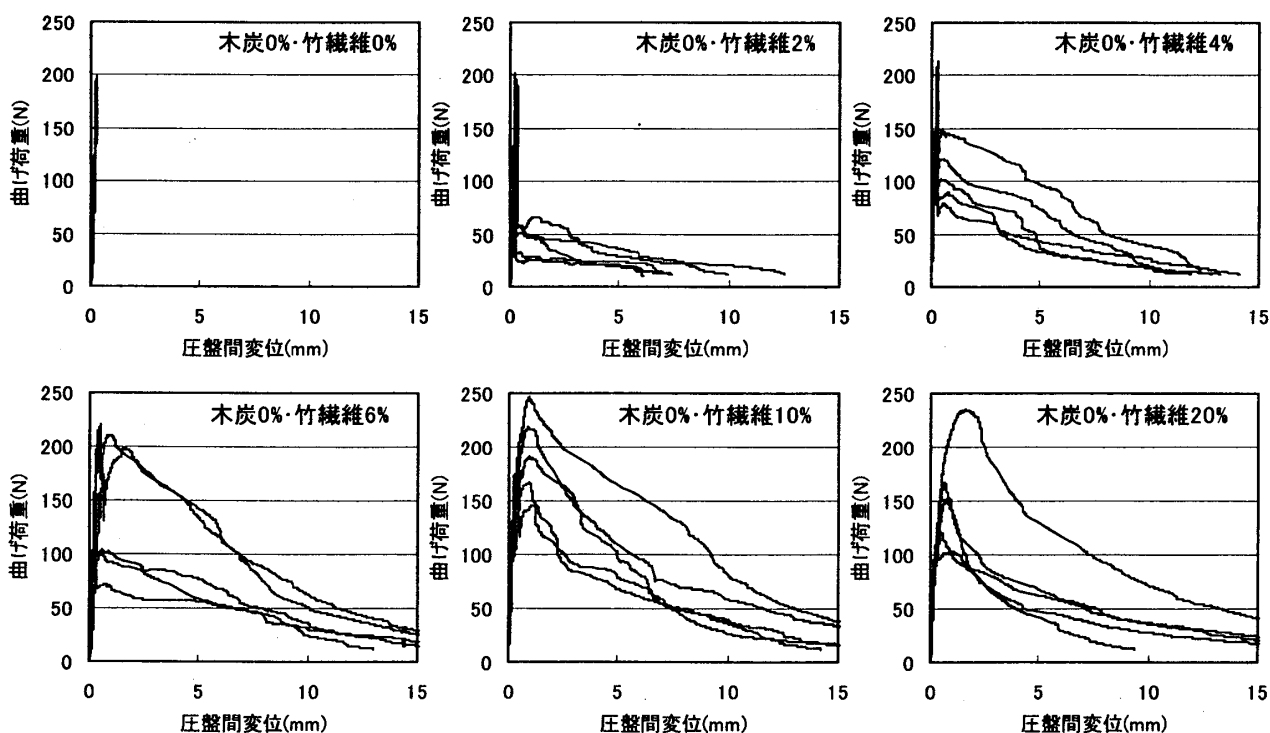 250
200
150
100
50
0
曲げ荷重(N)
木炭0%・竹繊維0%
0 5 10 15
圧盤間変位(mm)
250
200
150
100
50
0
曲げ荷重(N)
木炭0%・竹繊維2%
0 5 10 15
圧盤間変位(mm)
250
200
150
100
50
0
曲げ荷重(N)
木炭0%・竹繊維4%
0 5 10 15
圧盤間変位(mm)
250
200
150
100
50
0
曲げ荷重(N)
木炭0%・竹繊維6%
0 5 10 15
圧盤間変位(mm)
250
200
150
100
50
0
曲げ荷重(N)
木炭0%・竹繊維10%
0 5 10 15
圧盤間変位(mm)
250
200
150
100
50
0
曲げ荷重(N)
木炭0%・竹繊維20%
0 5 10 15
圧盤間変位(mm)